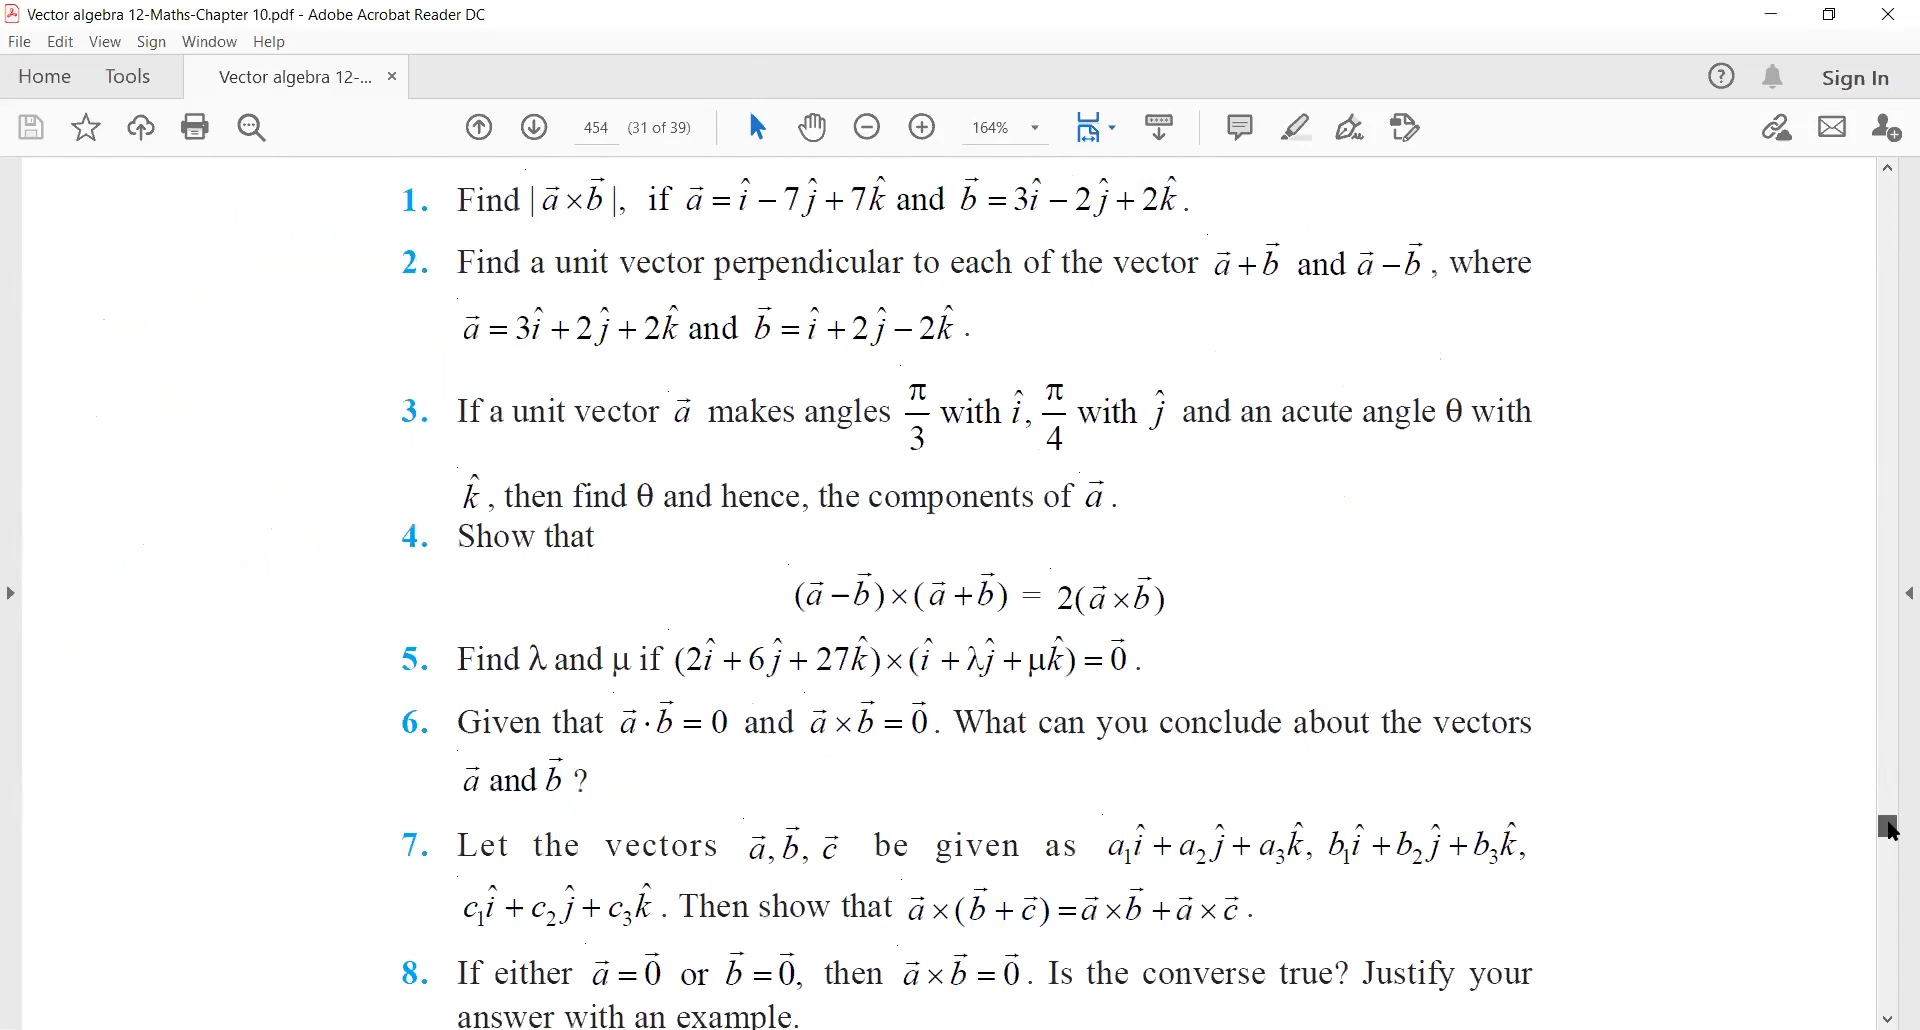 Vector algebra 12-Maths-Chapter 10.pdf - Adobe Acrobat Reader DC
File Edit View Sign Window Help
Home Tools Vector algebra 12-... × ? Sign In
454 (31 of 39) 164%
1. Find |a⃗ × b⃗|, if a⃗ = î − 7ĵ + 7k̂ and b⃗ = 3î − 2ĵ + 2k̂.
2. Find a unit vector perpendicular to each of the vector a⃗ + b⃗ and a⃗ − b⃗, where
a⃗ = 3î + 2ĵ + 2k̂ and b⃗ = î + 2ĵ − 2k̂.
3. If a unit vector a⃗ makes angles π/3 with î, π/4 with ĵ and an acute angle θ with
k̂, then find θ and hence, the components of a⃗.
4. Show that
(a⃗ − b⃗) × (a⃗ + b⃗) = 2(a⃗ × b⃗)
5. Find λ and μ if (2î + 6ĵ + 27k̂) × (î + λĵ + μk̂) = 0⃗.
6. Given that a⃗ · b⃗ = 0 and a⃗ × b⃗ = 0⃗. What can you conclude about the vectors
a⃗ and b⃗ ?
7. Let the vectors a⃗, b⃗, c⃗ be given as a₁î + a₂ĵ + a₃k̂, b₁î + b₂ĵ + b₃k̂,
c₁î + c₂ĵ + c₃k̂. Then show that a⃗ × (b⃗ + c⃗) = a⃗ × b⃗ + a⃗ × c⃗.
8. If either a⃗ = 0⃗ or b⃗ = 0⃗, then a⃗ × b⃗ = 0⃗. Is the converse true? Justify your
answer with an example.